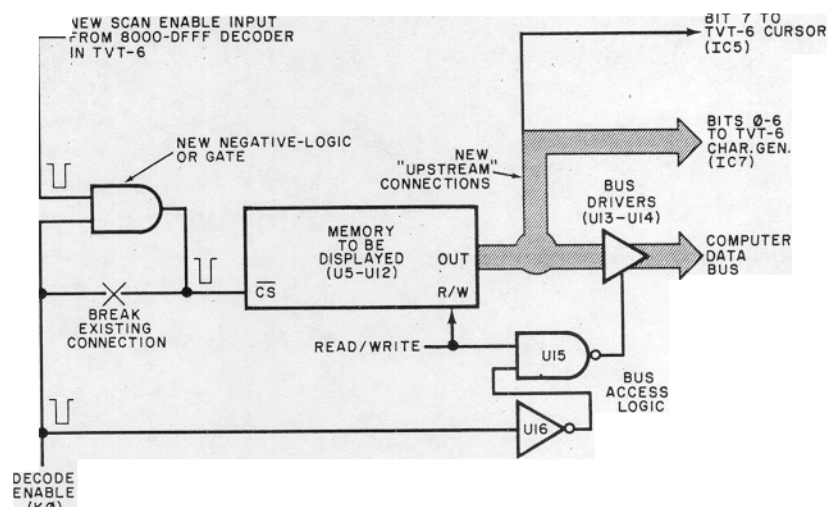 NEW SCAN ENABLE INPUT
FROM 8000-DFFF DECODER
IN TVT-6
BIT 7 TO
TVT-6 CURSOR
(IC5)
NEW NEGATIVE-LOGIC
OR GATE
NEW
"UPSTREAM"
CONNECTIONS
BITS Ø-6
TO TVT-6
CHAR.GEN.
(IC7)
BUS
DRIVERS
(U13-U14)
MEMORY
TO BE
DISPLAYED
(U5-U12)
OUT
CS
R/W
COMPUTER
DATA
BUS
BREAK
EXISTING
CONNECTION
READ/WRITE
U15
BUS
ACCESS
LOGIC
U16
DECODE
ENABLE
(KØ)